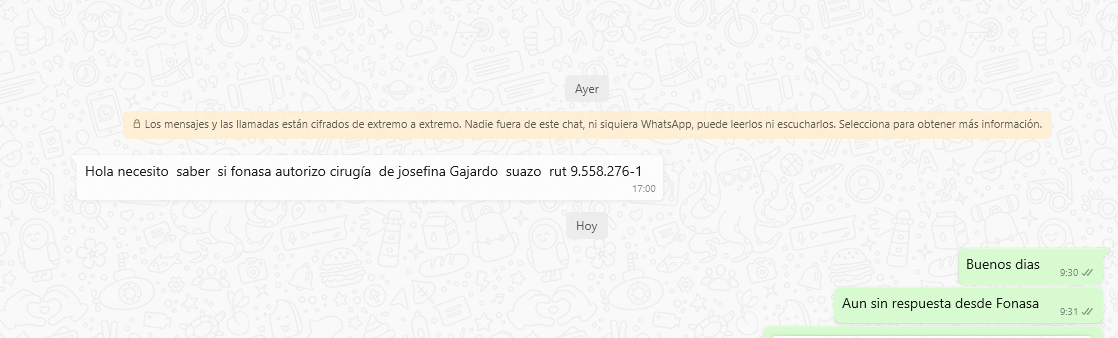 Ayer
Los mensajes y las llamadas están cifrados de extremo a extremo. Nadie fuera de este chat, ni siquiera WhatsApp, puede leerlos ni escucharlos. Selecciona para obtener más información.
Hola necesito  saber  si fonasa autorizo cirugía  de josefina Gajardo  suazo  rut 9.558.276-1
17:00
Hoy
Buenos dias
9:30
Aun sin respuesta desde Fonasa
9:31